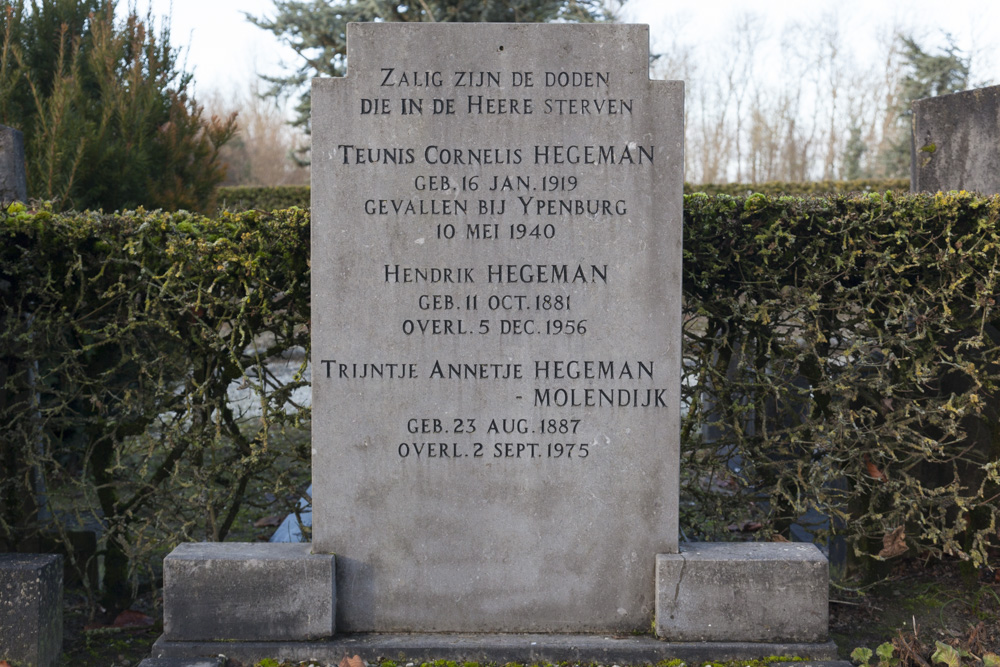 Zalig zijn de doden
die in de Heere sterven
Teunis Cornelis HEGEMAN
GEB. 16 JAN. 1919
GEVALLEN BIJ YPENBURG
10 MEI 1940
Hendrik HEGEMAN
GEB. 11 OCT. 1881
OVERL. 5 DEC. 1956
Trijntje Annetje HEGEMAN
- MOLENDIJK
GEB. 23 AUG. 1887
OVERL. 2 SEPT. 1975